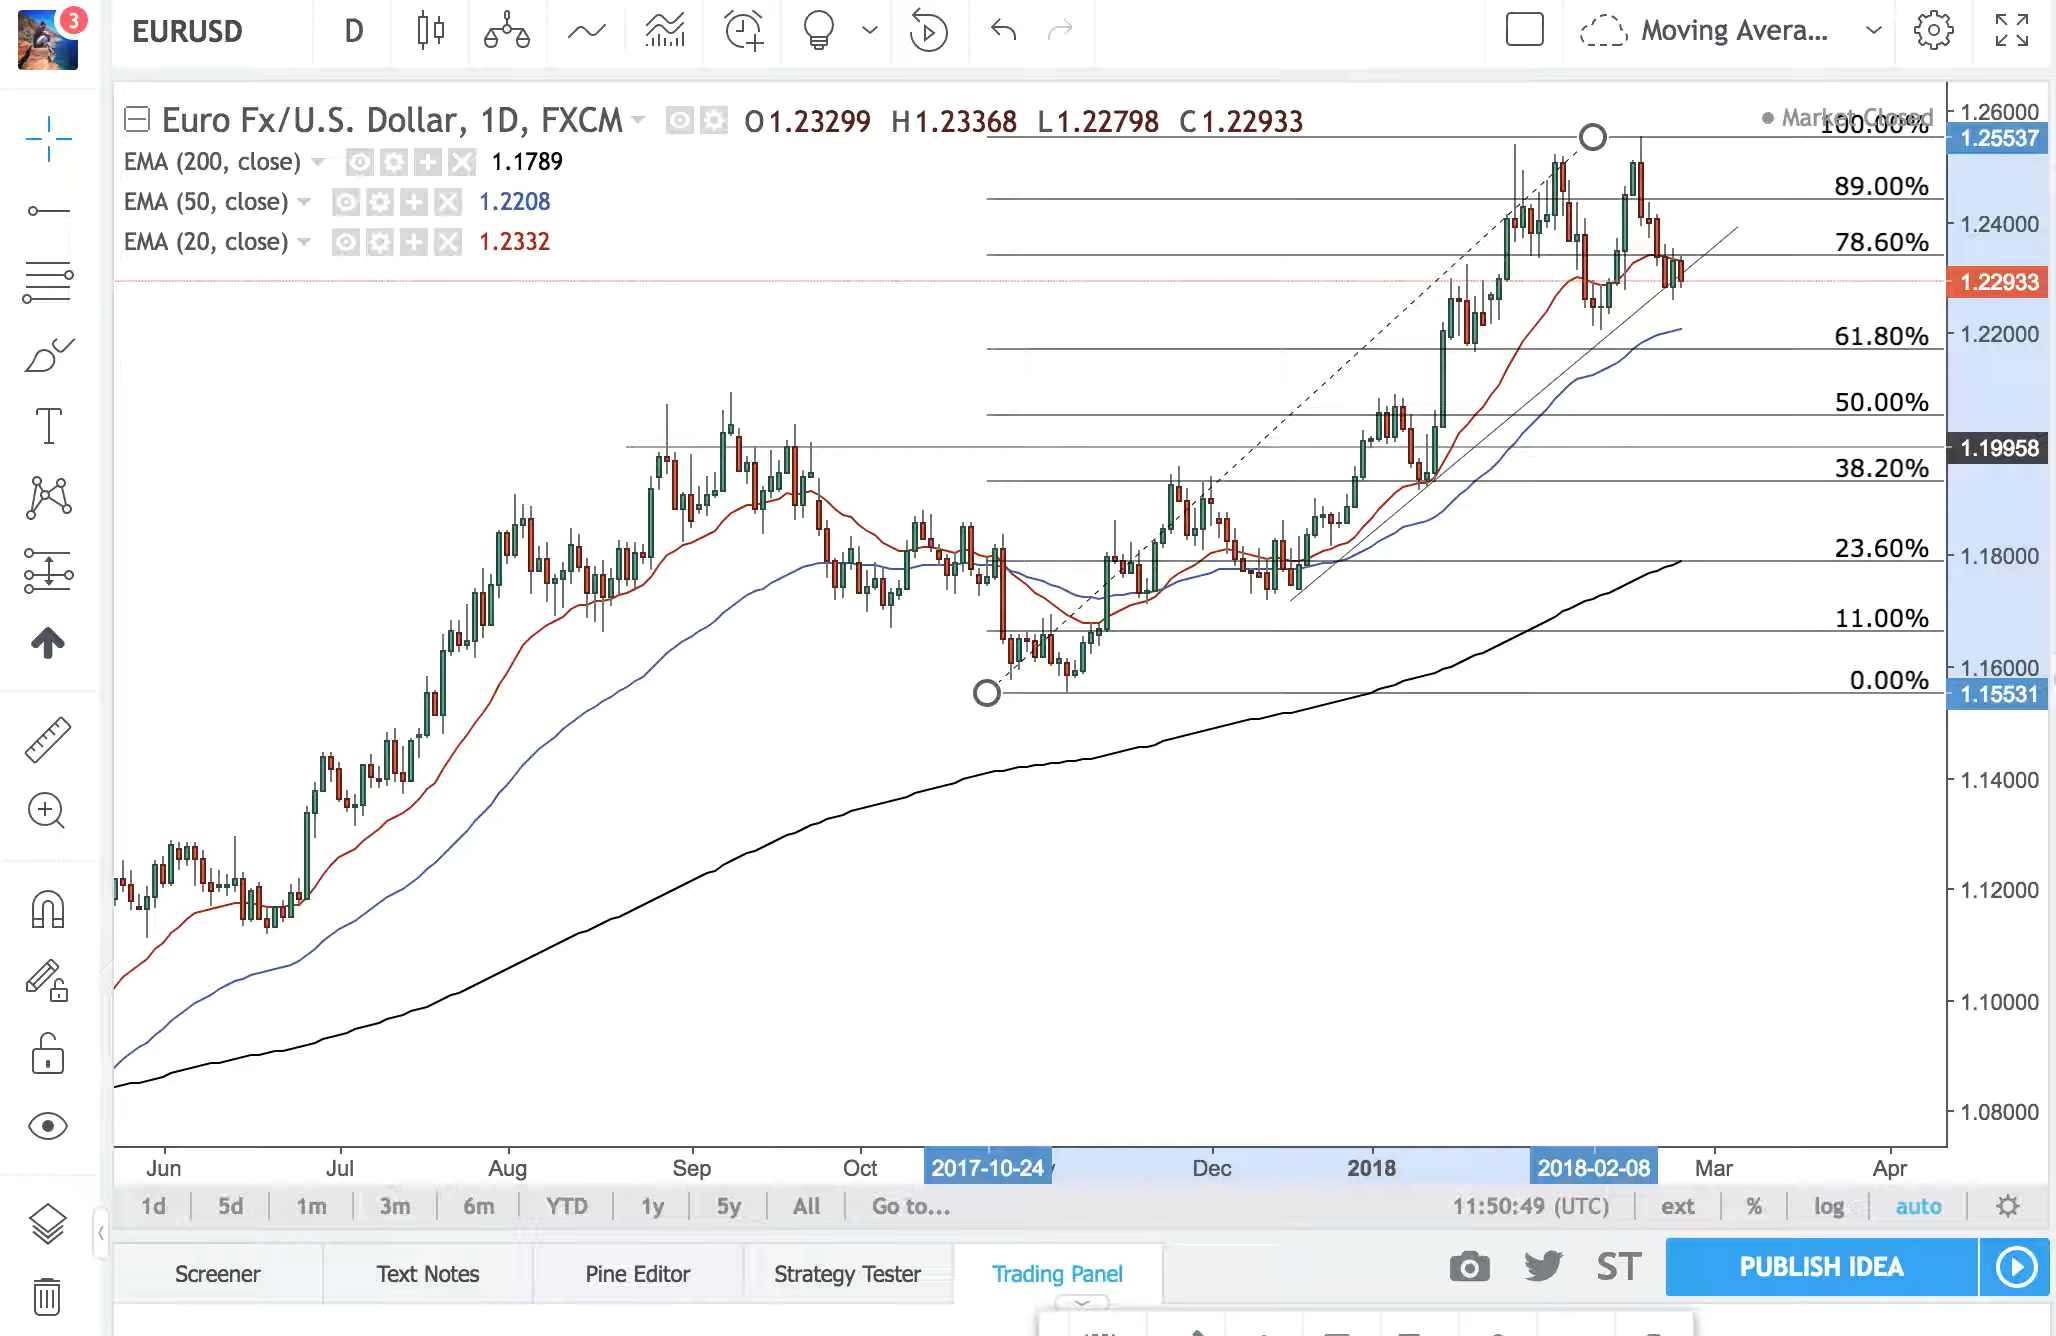 3
EURUSD D Moving Avera...
Euro Fx/U.S. Dollar, 1D, FXCM O1.23299 H1.23368 L1.22798 C1.22933
Market Closed
EMA (200, close) 1.1789
EMA (50, close) 1.2208
EMA (20, close) 1.2332
100.00%
89.00%
78.60%
61.80%
50.00%
38.20%
23.60%
11.00%
0.00%
1.26000
1.25537
1.24000
1.22933
1.22000
1.19958
1.18000
1.16000
1.15531
1.14000
1.12000
1.10000
1.08000
Jun Jul Aug Sep Oct 2017-10-24 Dec 2018 2018-02-08 Mar Apr
1d 5d 1m 3m 6m YTD 1y 5y All Go to... 11:50:49 (UTC) ext % log auto
Screener Text Notes Pine Editor Strategy Tester Trading Panel ST PUBLISH IDEA